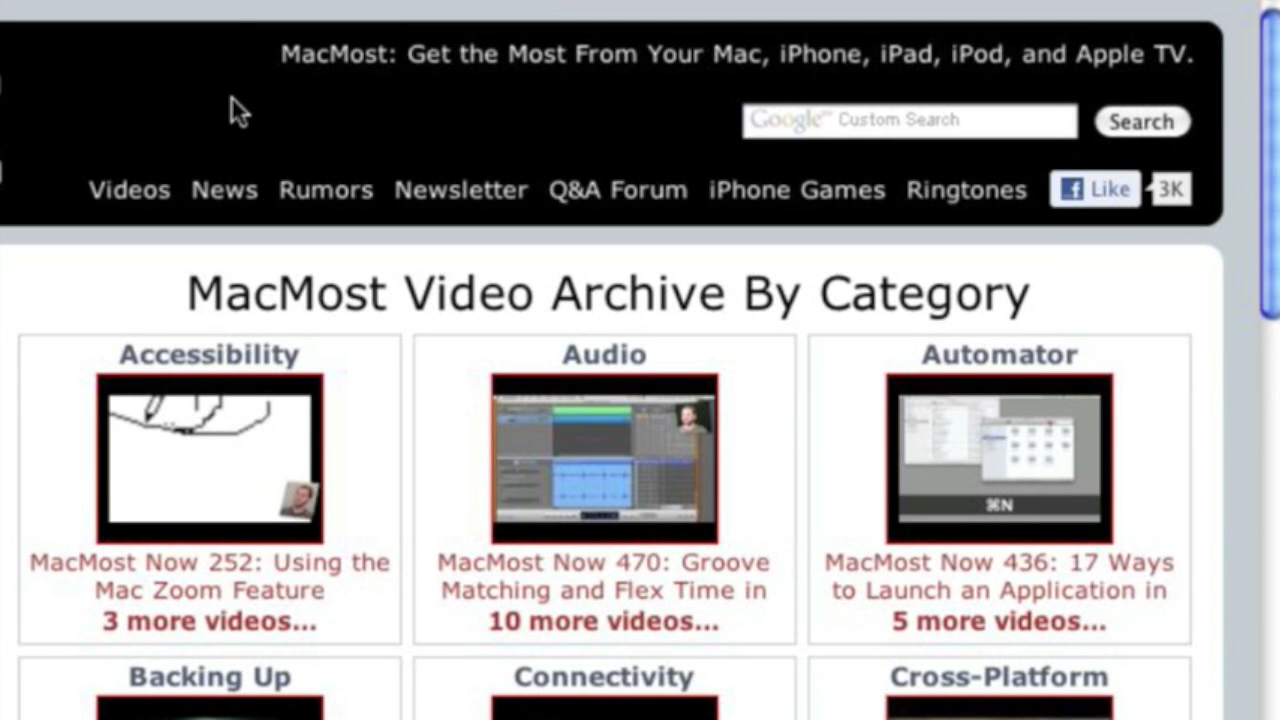 MacMost: Get the Most From Your Mac, iPhone, iPad, iPod, and Apple TV.
Google™ Custom Search
Search
Videos News Rumors Newsletter Q&A Forum iPhone Games Ringtones Like 3K
MacMost Video Archive By Category
Accessibility
MacMost Now 252: Using the
Mac Zoom Feature
3 more videos...
Audio
MacMost Now 470: Groove
Matching and Flex Time in
10 more videos...
Automator
⌘N
MacMost Now 436: 17 Ways
to Launch an Application in
5 more videos...
Backing Up
Connectivity
Cross-Platform